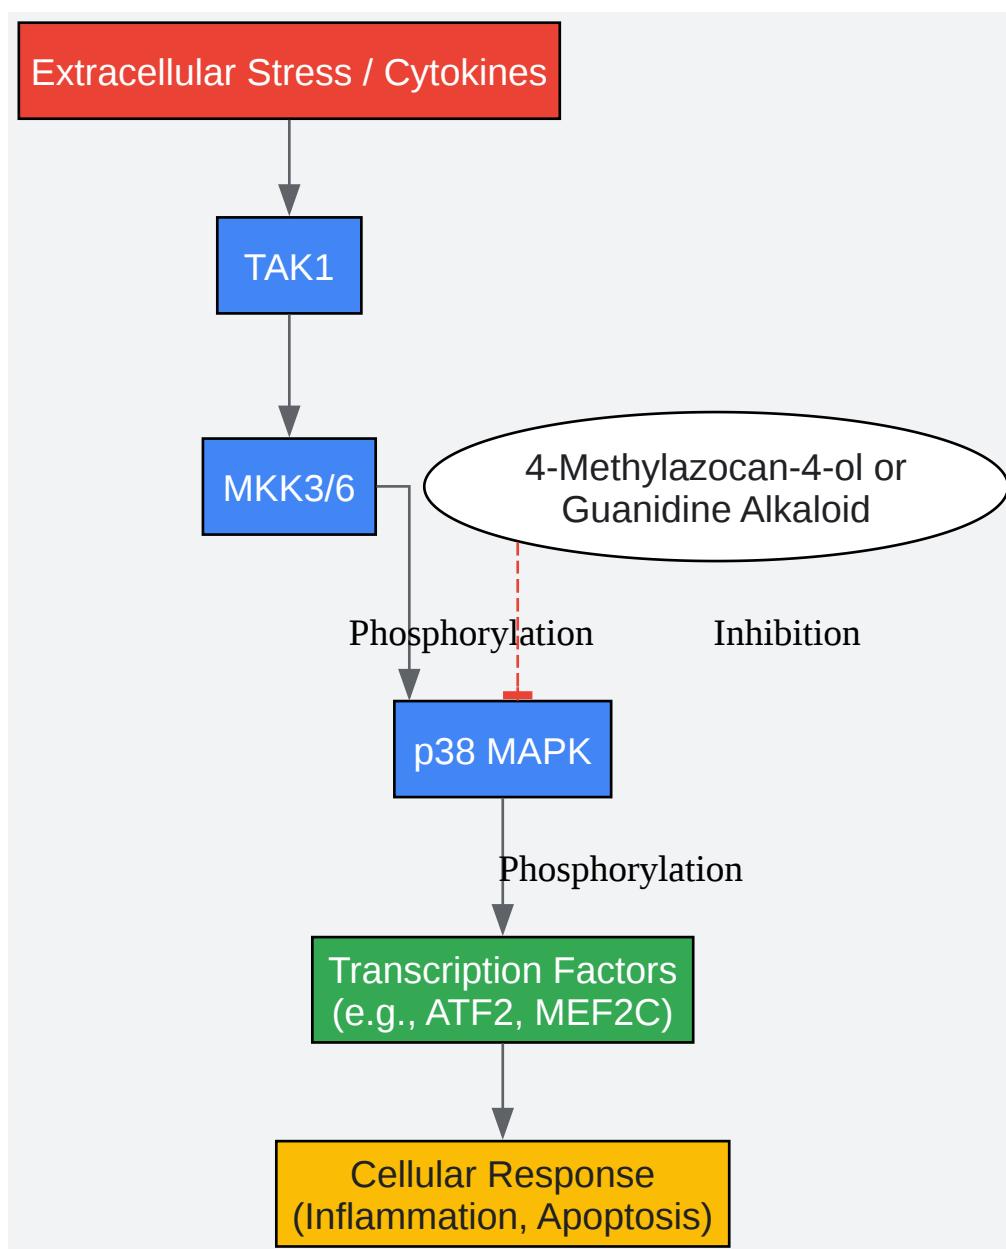 Extracellular Stress / Cytokines
TAK1
MKK3/6
4-Methylazocan-4-ol or
Guanidine Alkaloid
Phosphorylation
Inhibition
p38 MAPK
Phosphorylation
Transcription Factors
(e.g., ATF2, MEF2C)
Cellular Response
(Inflammation, Apoptosis)